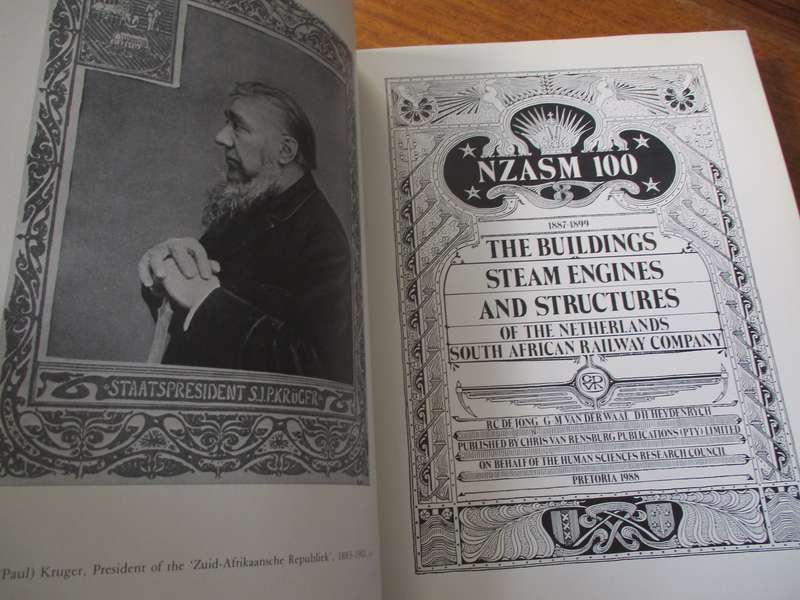 STAATSPRESIDENT S.J.P. KRUGER
(Paul) Kruger, President of the 'Zuid-Afrikaansche Republiek',
NZASM 100
1887-1899
THE BUILDINGS
STEAM ENGINES
AND STRUCTURES
OF THE NETHERLANDS
SOUTH AFRICAN RAILWAY COMPANY
R C DE JONG G M VAN DER WAAL D H HEYDENRYCH
PUBLISHED BY CHRIS VAN RENSBURG PUBLICATIONS (PTY) LIMITED
ON BEHALF OF THE HUMAN SCIENCES RESEARCH COUNCIL
PRETORIA 1988